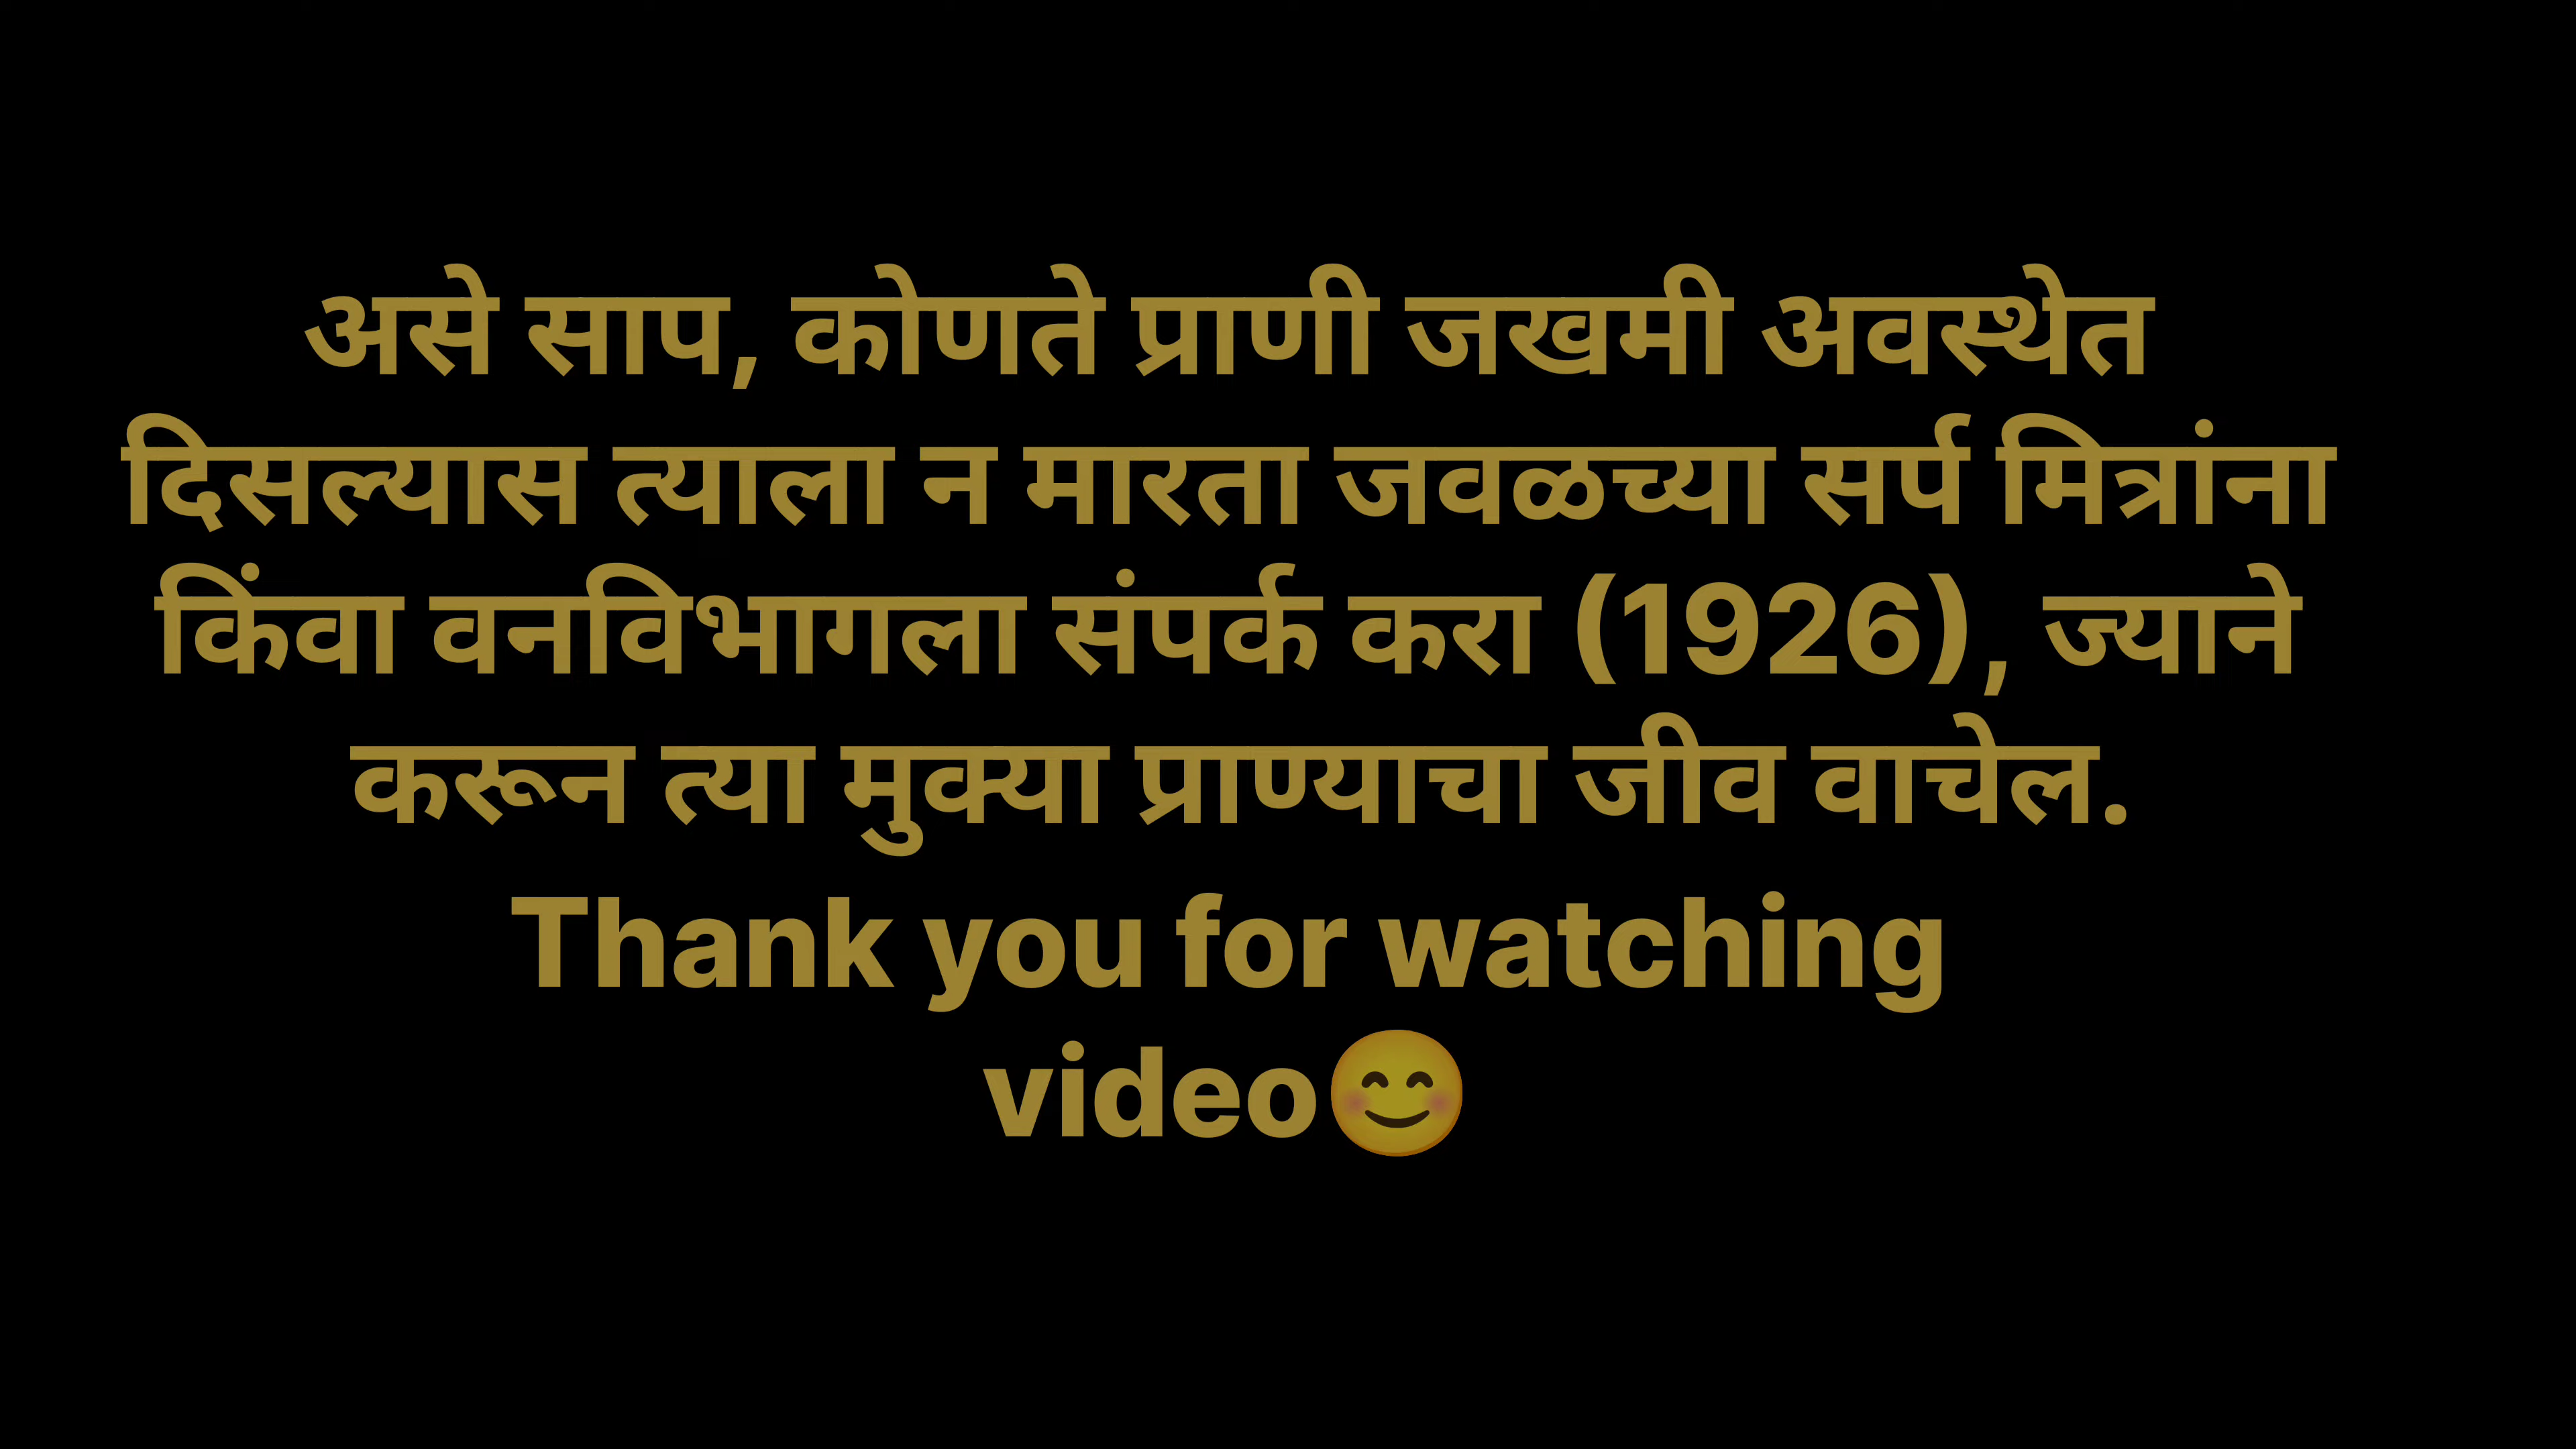 असे साप, कोणते प्राणी जखमी अवस्थेत
दिसल्यास त्याला न मारता जवळच्या सर्प मित्रांना
किंवा वनविभागला संपर्क करा (1926), ज्याने
करून त्या मुक्या प्राण्याचा जीव वाचेल.
Thank you for watching
video😊